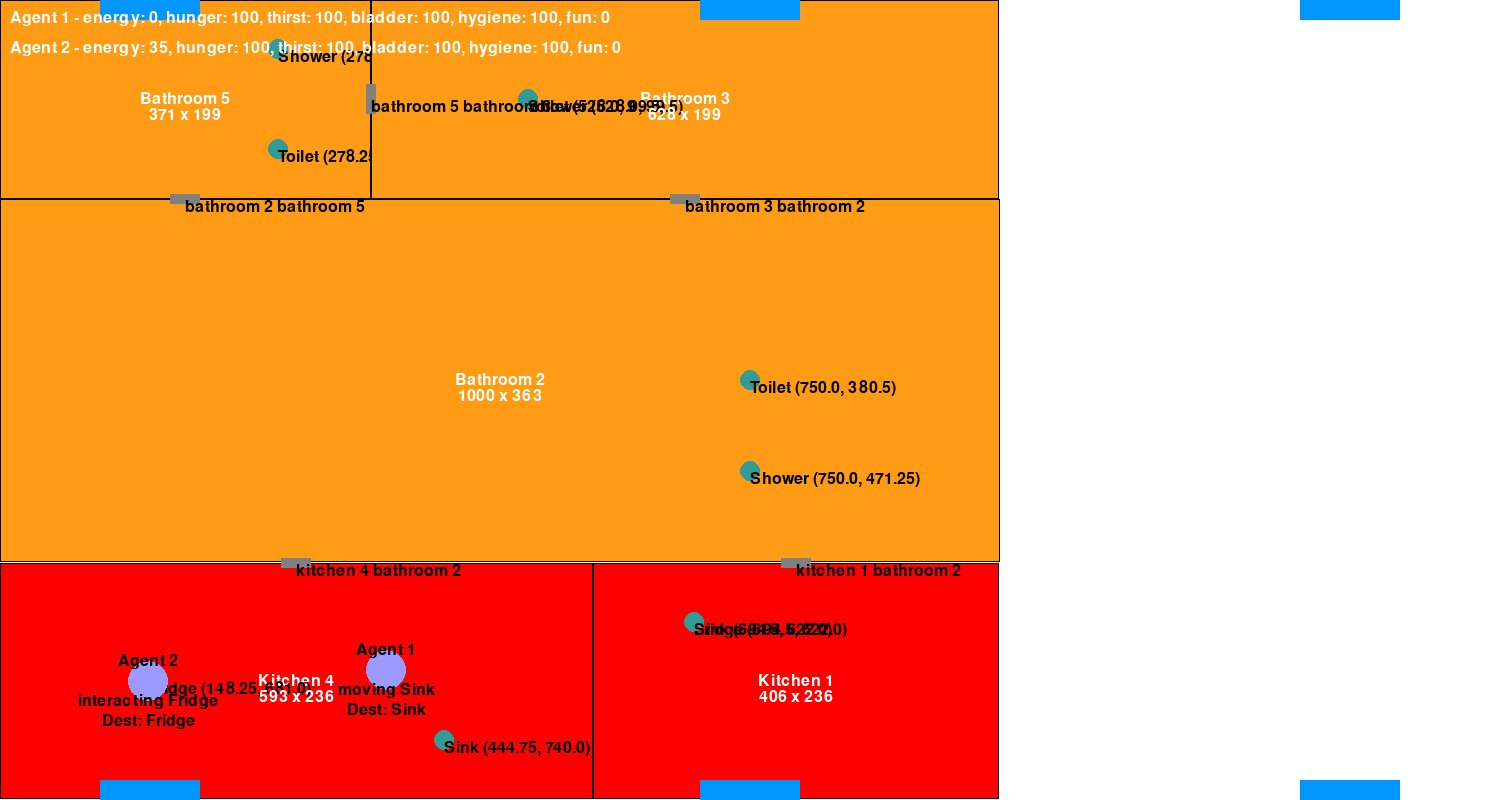 Agent 1 - energy: 0, hunger: 100, thirst: 100, bladder: 100, hygiene: 100, fun: 0
Agent 2 - energy: 35, hunger: 100, thirst: 100, bladder: 100, hygiene: 100, fun: 0
Shower (278
Bathroom 5
371 x 199
bathroom 5
Bathroom 3
628 x 199
Toilet (278.25
bathroom 2 bathroom 5
bathroom 3 bathroom 2
Bathroom 2
1000 x 363
Toilet (750.0, 380.5)
Shower (750.0, 471.25)
kitchen 4 bathroom 2
kitchen 1 bathroom 2
Agent 2
interacting Fridge
Dest: Fridge
Kitchen 4
593 x 236
Agent 1
moving Sink
Dest: Sink
Kitchen 1
406 x 236
Sink (444.75, 740.0)